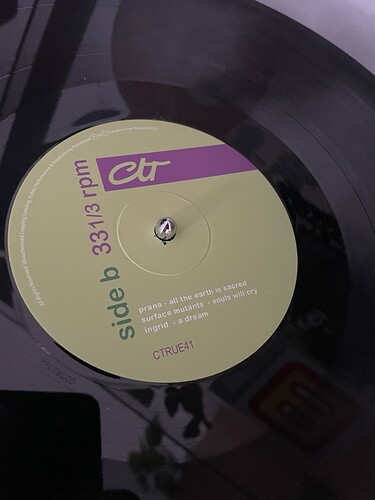 Ctr
side b 33 1/3 rpm
prana - all the earth is sacred
surface mutants - souls will cry
ingrid - a dream
CTRUE41